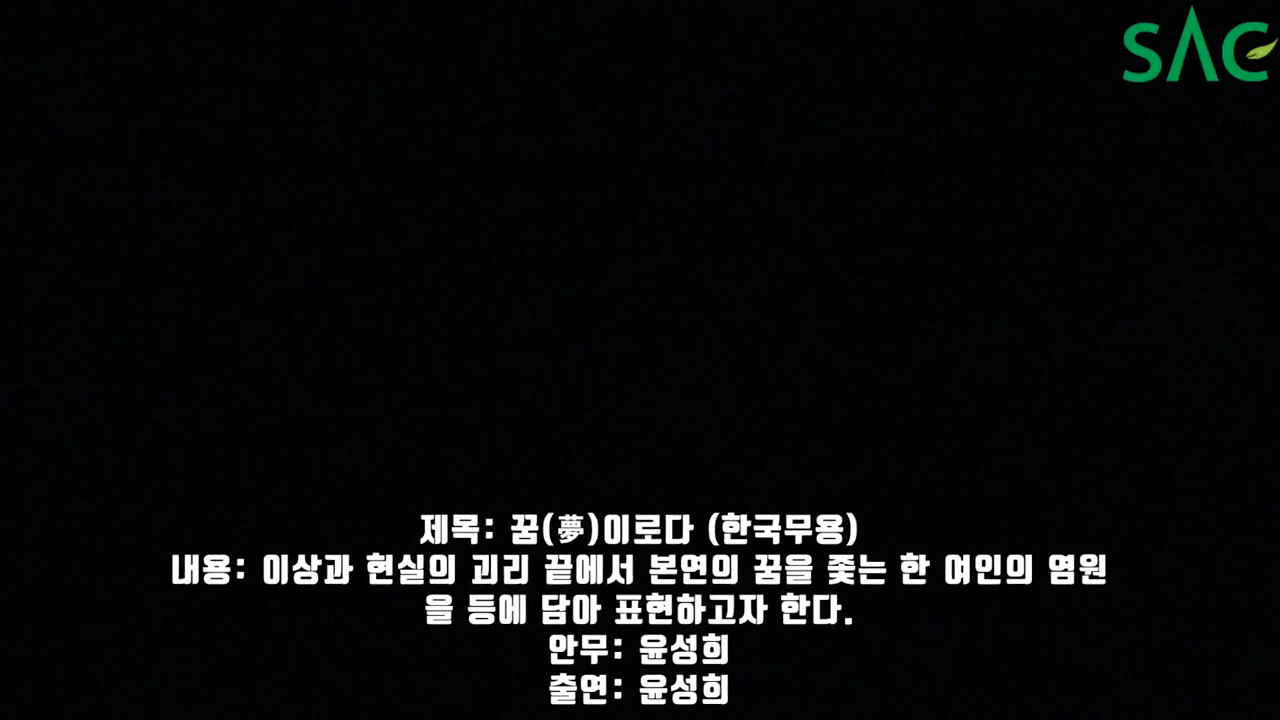 SAC
제목: 꿈(夢)이로다 (한국무용)
내용: 이상과 현실의 괴리 끝에서 본연의 꿈을 좇는 한 여인의 염원
을 등에 담아 표현하고자 한다.
안무: 윤성희
출연: 윤성희